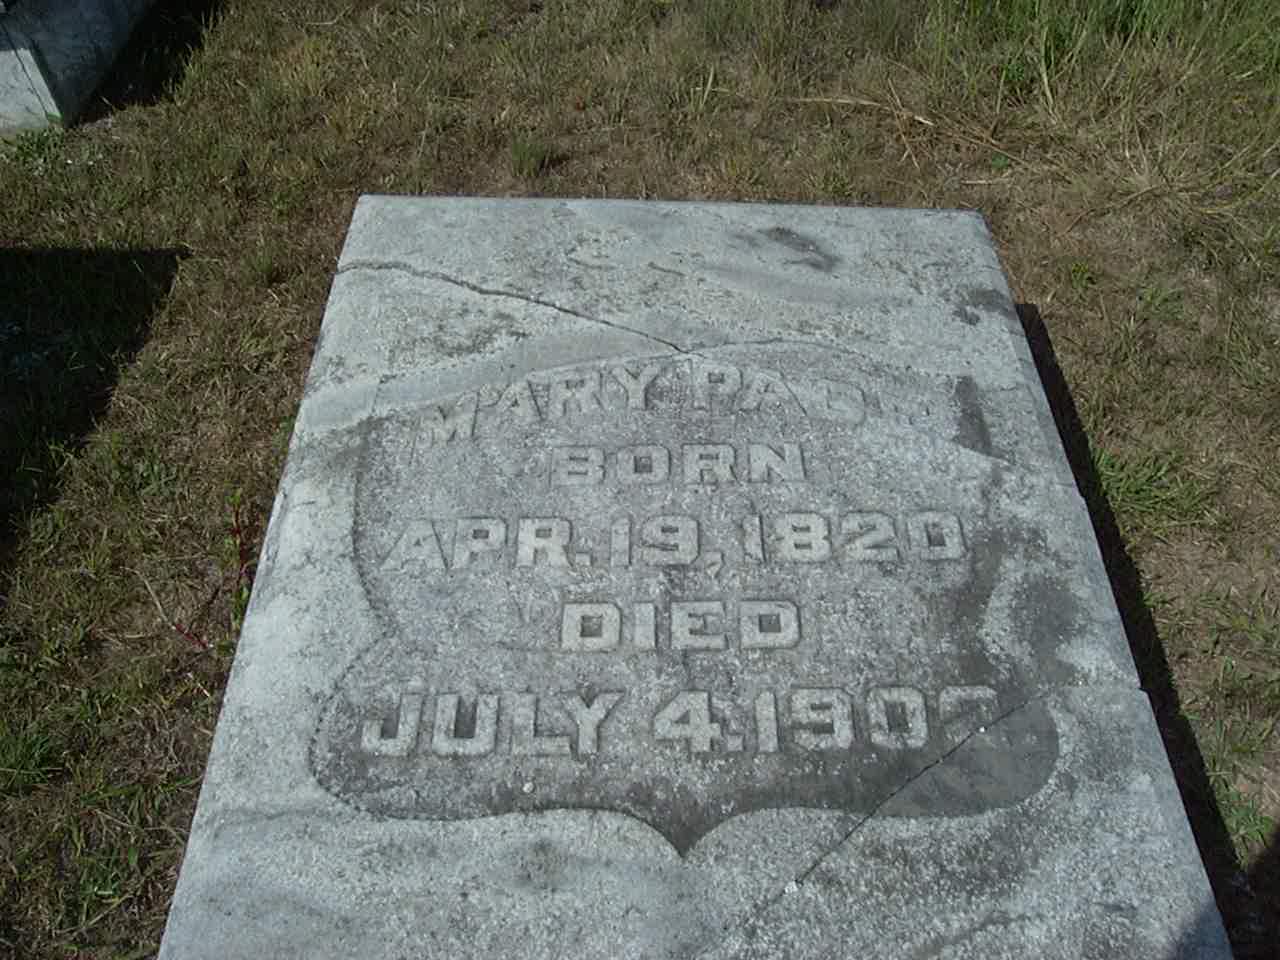 MARY
BORN
APR. 19, 1820
DIED
JULY 4.